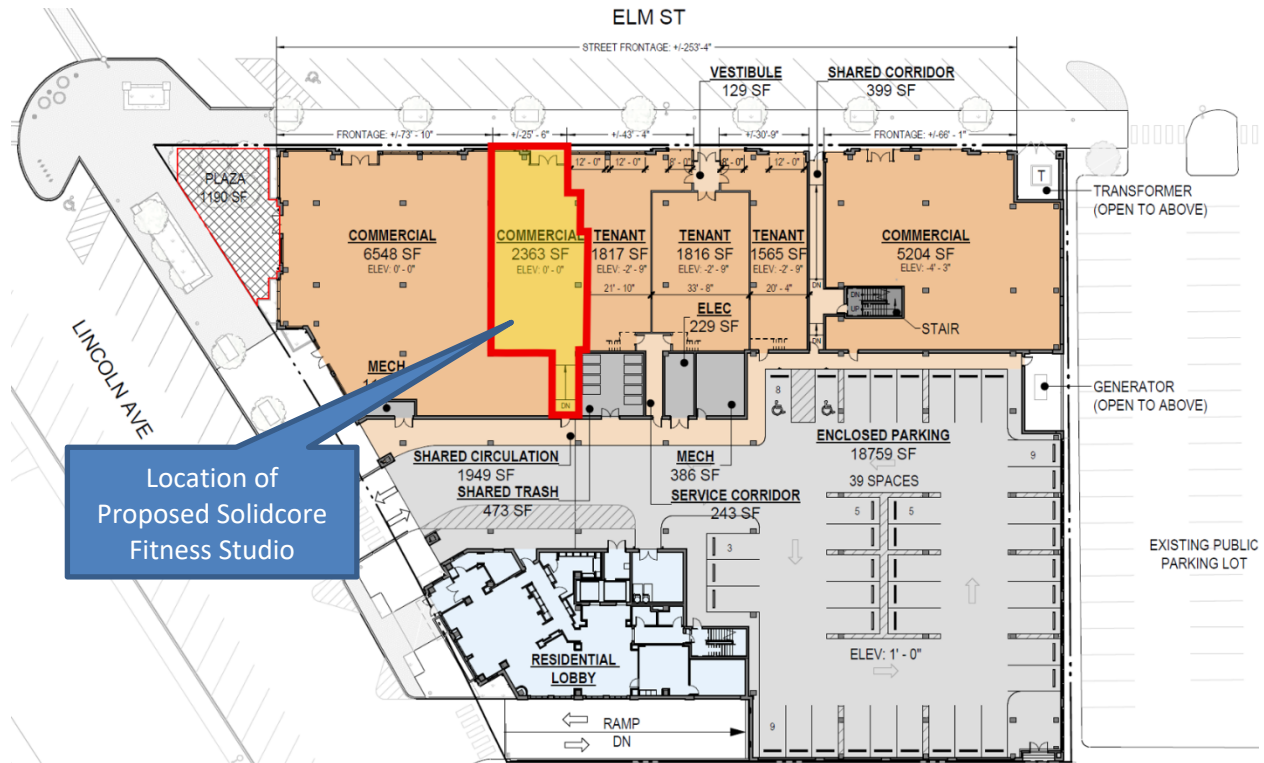 ELM ST
STREET FRONTAGE: +/-253'-4"
VESTIBULE
129 SF
SHARED CORRIDOR
399 SF
FRONTAGE: +/-73' - 10"
+/-25' - 6"
+/-43' - 4"
+/-30'-9"
FRONTAGE: +/-66' - 1"
PLAZA
1190 SF
12' - 0"
12' - 0"
8' - 0"
8' - 0"
12' - 0"
T
TRANSFORMER
(OPEN TO ABOVE)
COMMERCIAL
6548 SF
ELEV: 0' - 0"
COMMERCIAL
2363 SF
ELEV: 0' - 0"
TENANT
1817 SF
ELEV: -2' - 9"
TENANT
1816 SF
ELEV: -2' - 9"
TENANT
1565 SF
ELEV: -2' - 9"
COMMERCIAL
5204 SF
ELEV: -4' - 3"
21' - 10"
33' - 8"
20' - 4"
DN
DN
UP
STAIR
ELEC
229 SF
DN
LINCOLN AVE
MECH
DN
8
GENERATOR
(OPEN TO ABOVE)
Location of
Proposed Solidcore
Fitness Studio
SHARED CIRCULATION
1949 SF
SHARED TRASH
473 SF
MECH
386 SF
SERVICE CORRIDOR
243 SF
ENCLOSED PARKING
18759 SF
39 SPACES
9
5
5
3
EXISTING PUBLIC
PARKING LOT
ELEV: 1' - 0"
RESIDENTIAL
LOBBY
RAMP
DN
9